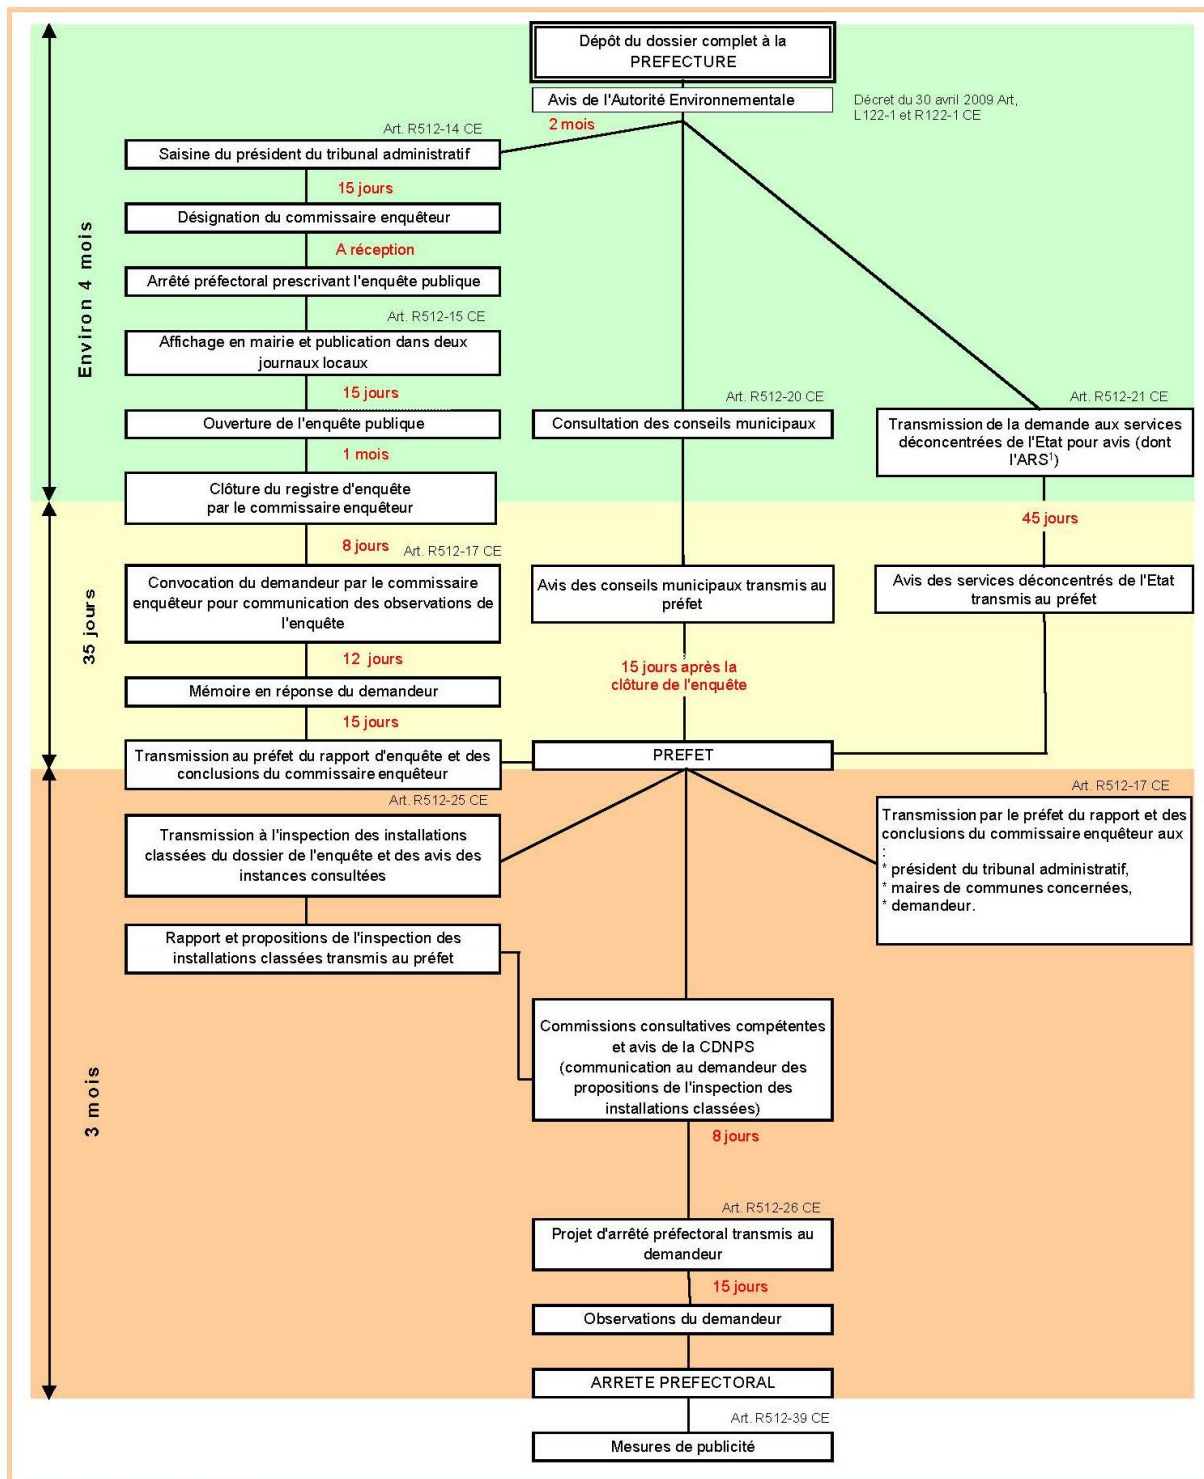 Dépôt du dossier complet à la
PREFECTURE
Avis de l'Autorité Environnementale
Décret du 30 avril 2009 Art,
L122-1 et R122-1 CE
2 mois
Art. R512-14 CE
Saisine du président du tribunal administratif
15 jours
Désignation du commissaire enquêteur
A réception
Arrêté préfectoral prescrivant l'enquête publique
Art. R512-15 CE
Affichage en mairie et publication dans deux
journaux locaux
15 jours
Ouverture de l'enquête publique
1 mois
Clôture du registre d'enquête
par le commissaire enquêteur
Environ 4 mois
Art. R512-20 CE
Consultation des conseils municipaux
Art. R512-21 CE
Transmission de la demande aux services
déconcentrées de l'Etat pour avis (dont
l'ARS¹)
45 jours
8 jours
Art. R512-17 CE
Convocation du demandeur par le commissaire
enquêteur pour communication des observations de
l'enquête
12 jours
Mémoire en réponse du demandeur
15 jours
Transmission au préfet du rapport d'enquête et des
conclusions du commissaire enquêteur
35 jours
Avis des conseils municipaux transmis au
préfet
15 jours après la
clôture de l'enquête
Avis des services déconcentrés de l'Etat
transmis au préfet
PREFET
Art. R512-25 CE
Transmission à l'inspection des installations
classées du dossier de l'enquête et des avis des
instances consultées
Rapport et propositions de l'inspection des
installations classées transmis au préfet
Art. R512-17 CE
Transmission par le préfet du rapport et des
conclusions du commissaire enquêteur aux
:
* président du tribunal administratif,
* maires de communes concernées,
* demandeur.
3 mois
Commissions consultatives compétentes
et avis de la CDNPS
(communication au demandeur des
propositions de l'inspection des
installations classées)
8 jours
Art. R512-26 CE
Projet d'arrêté préfectoral transmis au
demandeur
15 jours
Observations du demandeur
ARRETE PREFECTORAL
Art. R512-39 CE
Mesures de publicité